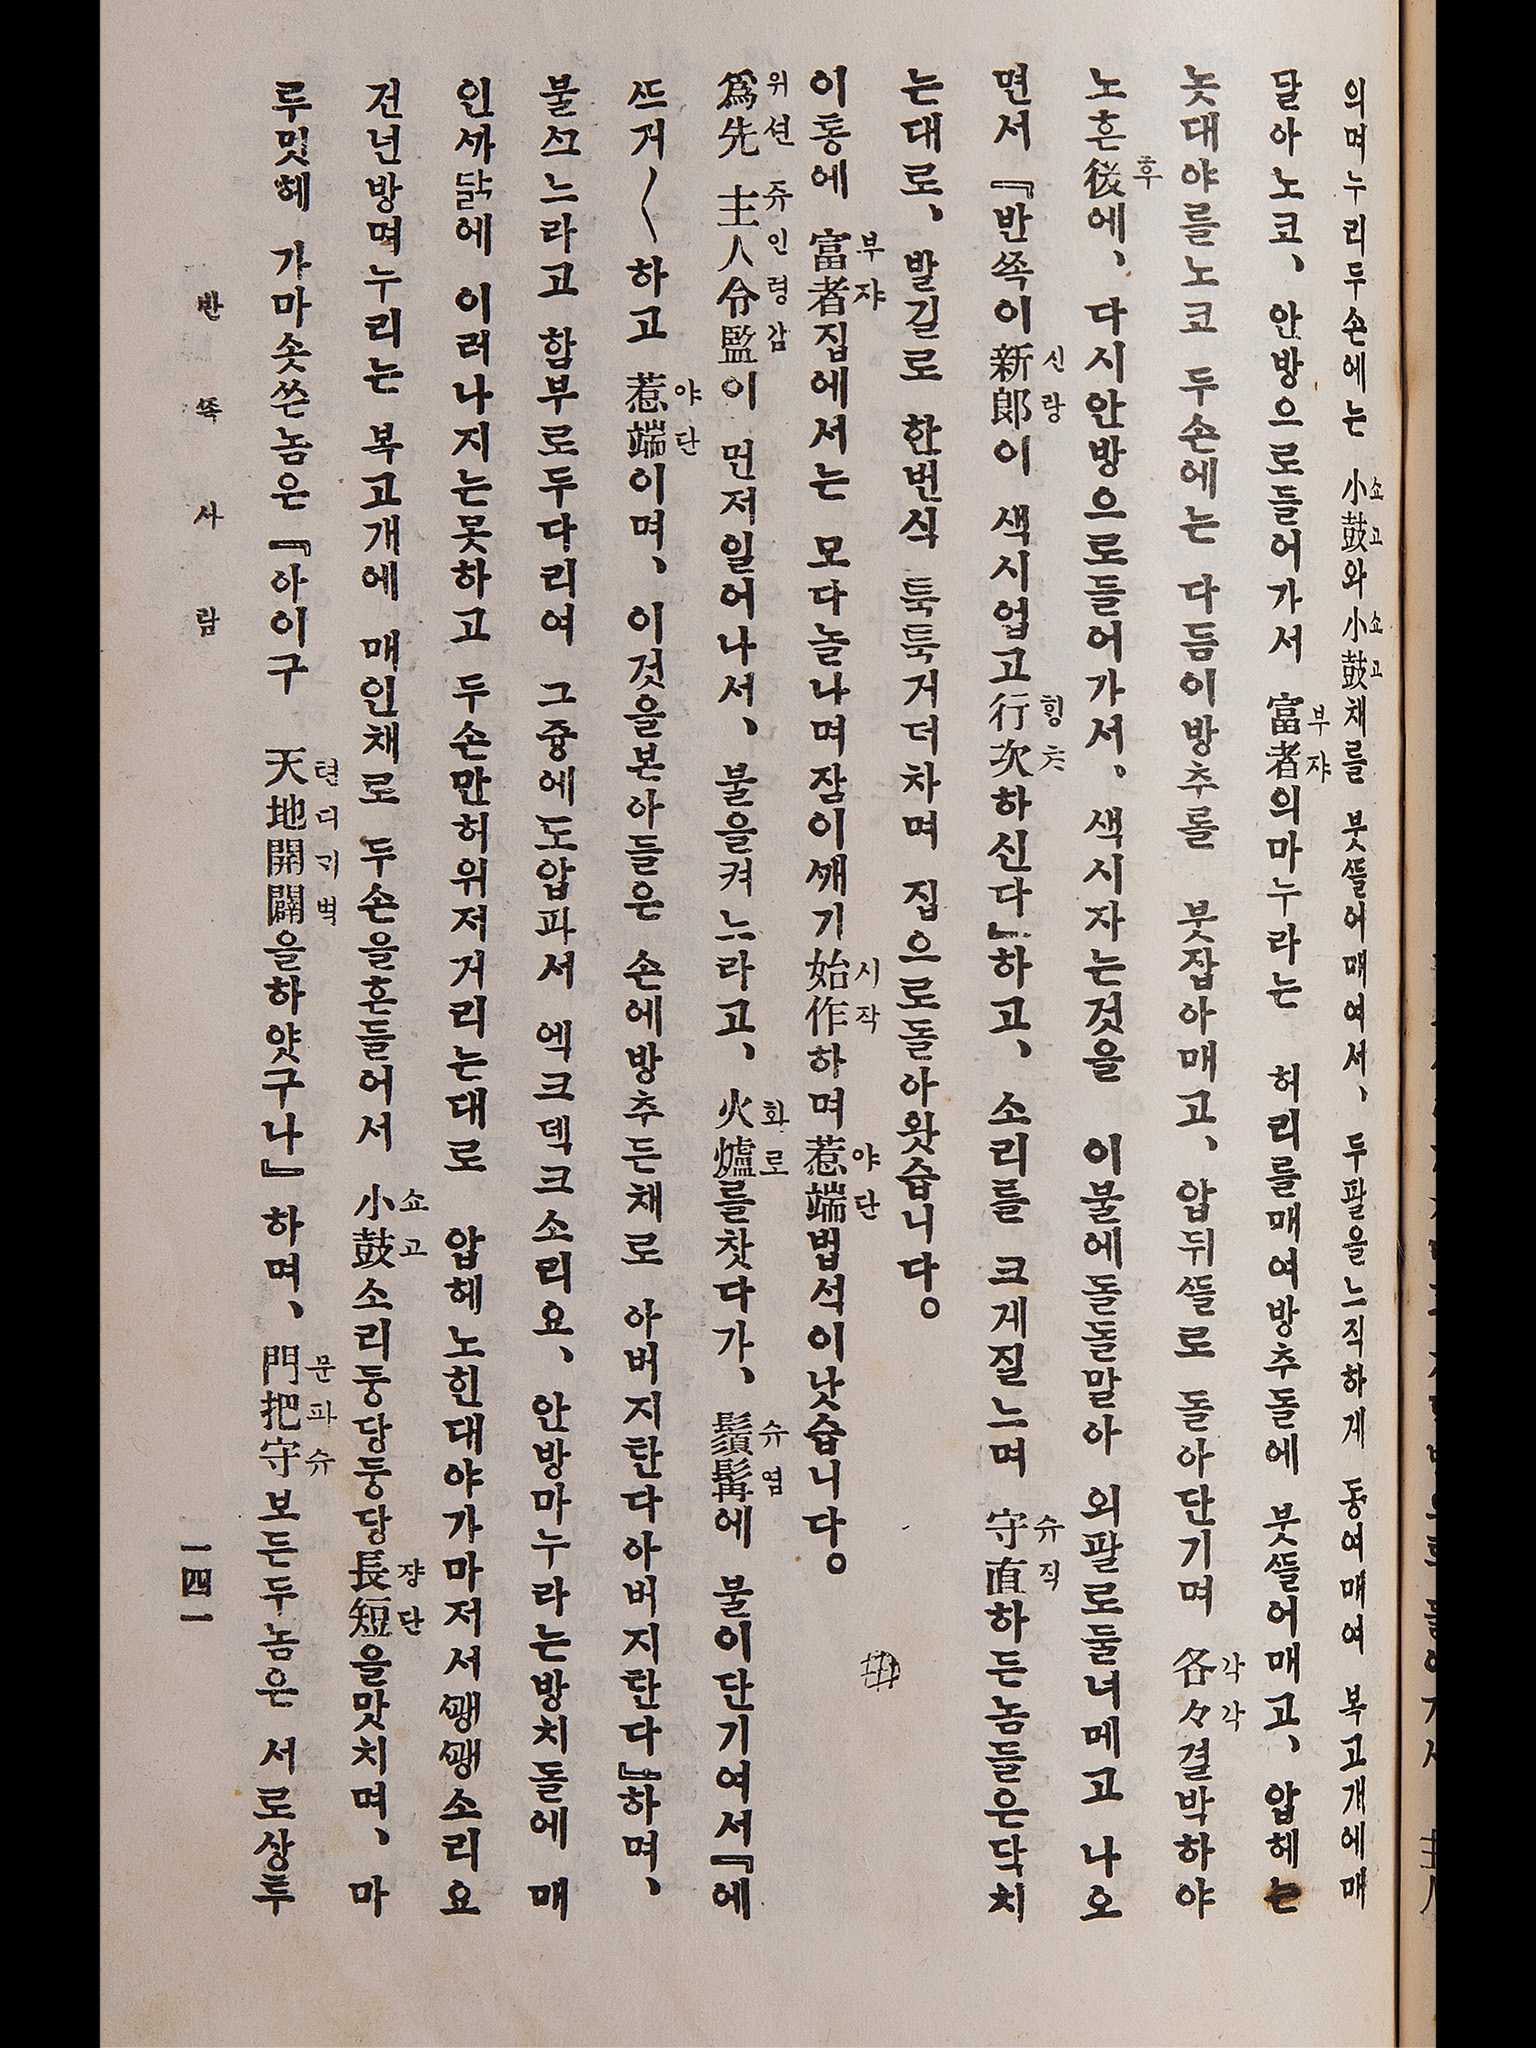 의며누리두손에는 小鼓와小鼓채를 붓뜰어매여서、 두팔을느직하게 동여매여 복고개에매
달아노코、 안방으로들어가서 富者의마누라는 허리를매여방추돌에 붓뜰어매고、 압헤는
놋대야를노코 두손에는 다듬이방추를 붓잡아매고、 압뒤뜰로 돌아단기며 各々결박하야
노흔後에、 다시안방으로들어가서。 색시자는것을 이불에돌돌말아 외팔로둘녀메고 나오
면서 『반쪽이新郞이 색시업고行次하신다』하고、 소리를 크게질느며 守直하든놈들은닥치
는대로、 발길로 한번식 툭툭거더차며 집으로돌아왓습니다。
이통에 富者집에서는 모다놀나며잠이깨기始作하며惹端법석이낫습니다。
爲先 主人令監이 먼저일어나서、 불을켜느라고、 火爐를찻다가、 鬚髥에 불이단기여서『에
뜨거〱하고 惹端이며、 이것을본아들은 손에방추든채로 아버지탄다아버지탄다』하며、
불끄느라고 함부로두다리여 그중에도압파서 엑크덱크소리요、 안방마누라는방치돌에 매
인까닭에 이러나지는못하고 두손만허위저거리는대로 압헤노힌대야가마저서땡땡소리요
건넌방며누리는 복고개에 매인채로 두손을흔들어서 小鼓소리둥당둥당長短을맛치며、마
루밋헤 가마솟쓴놈은『아이구 天地開闢을하얏구나』하며、 門把守보든두놈은 서로상투
반쪽사람
一四一